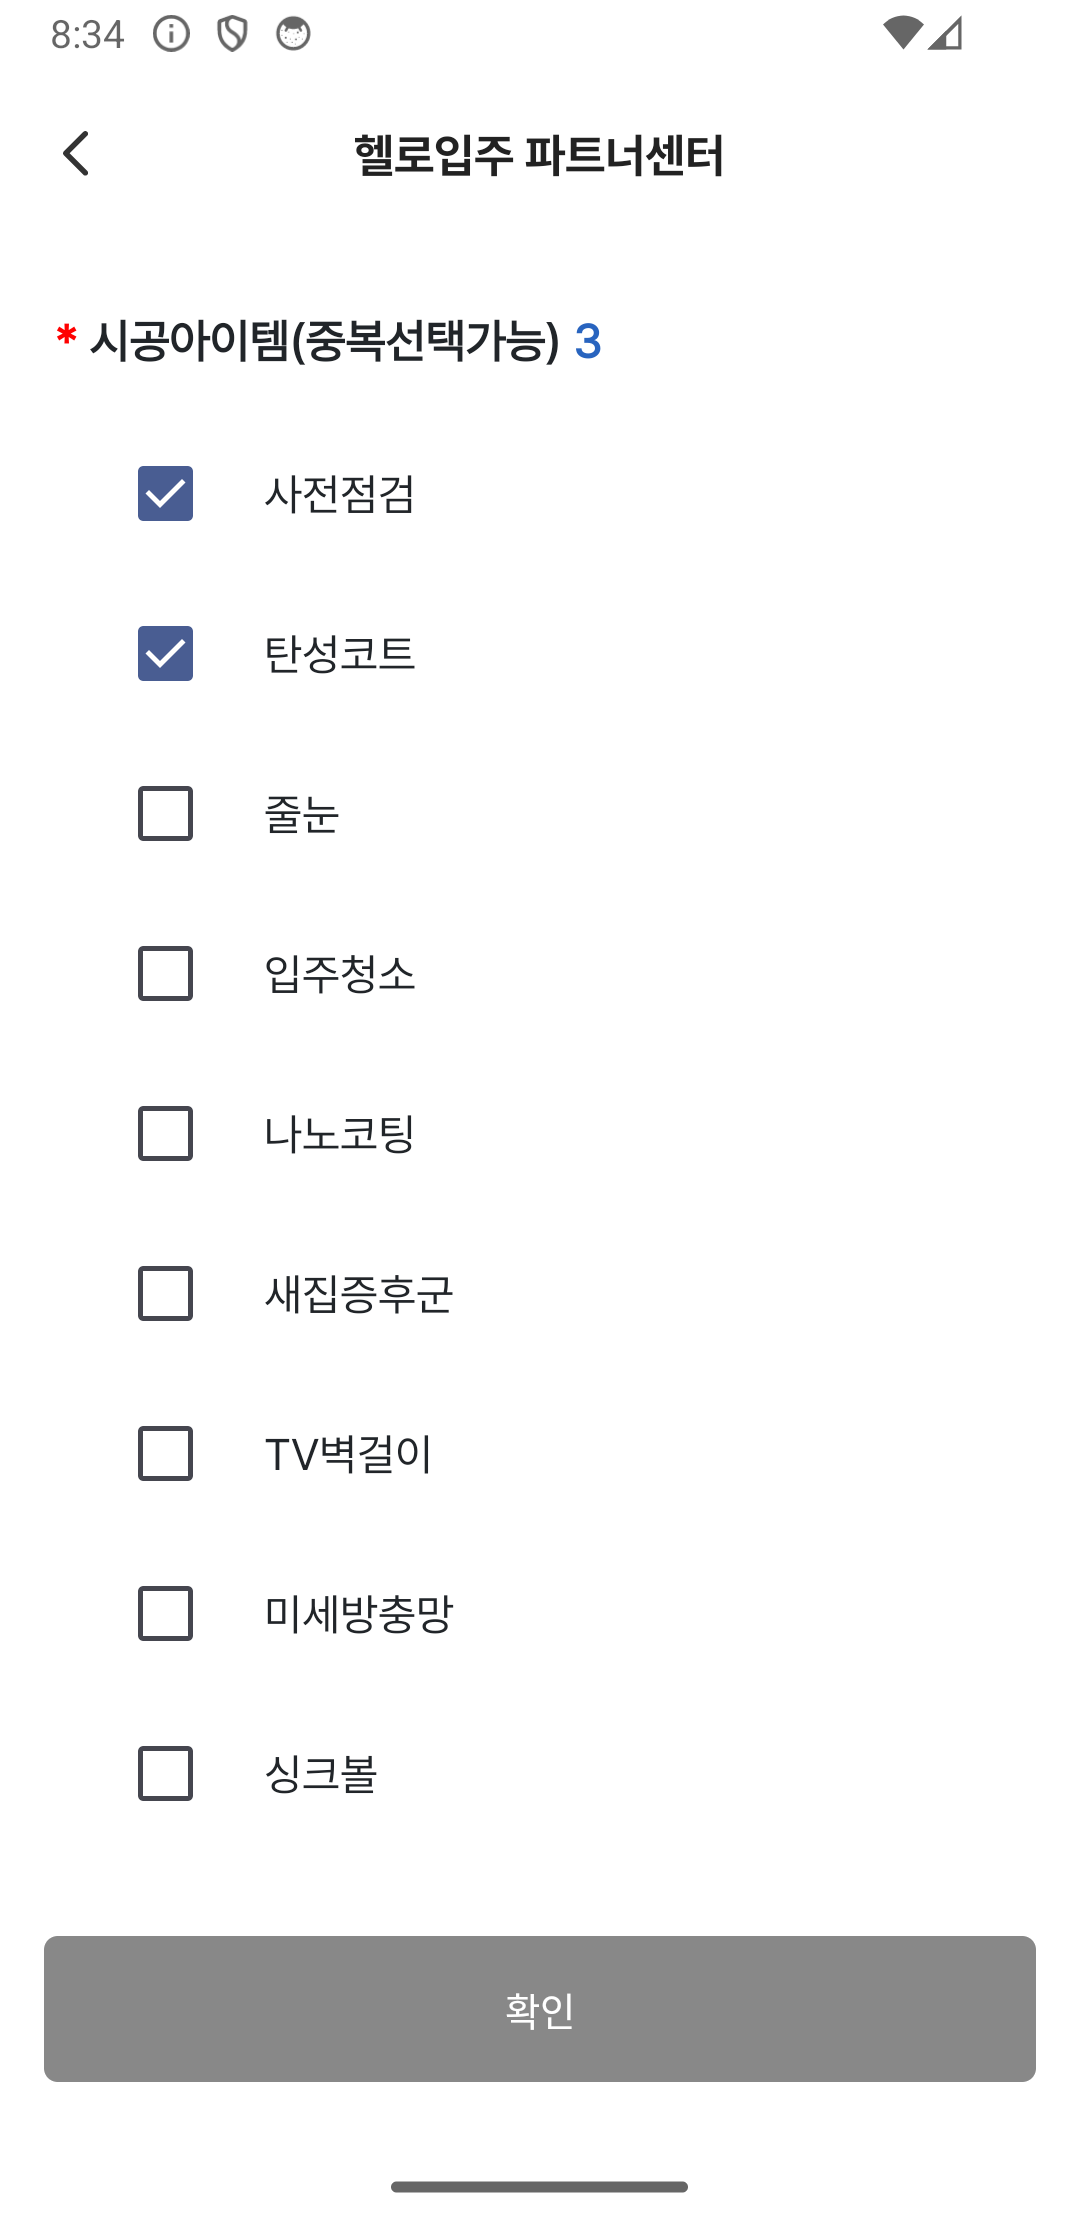 8:34
헬로입주 파트너센터
* 시공아이템(중복선택가능) 3
사전점검
탄성코트
줄눈
입주청소
나노코팅
새집증후군
TV벽걸이
미세방충망
싱크볼
확인